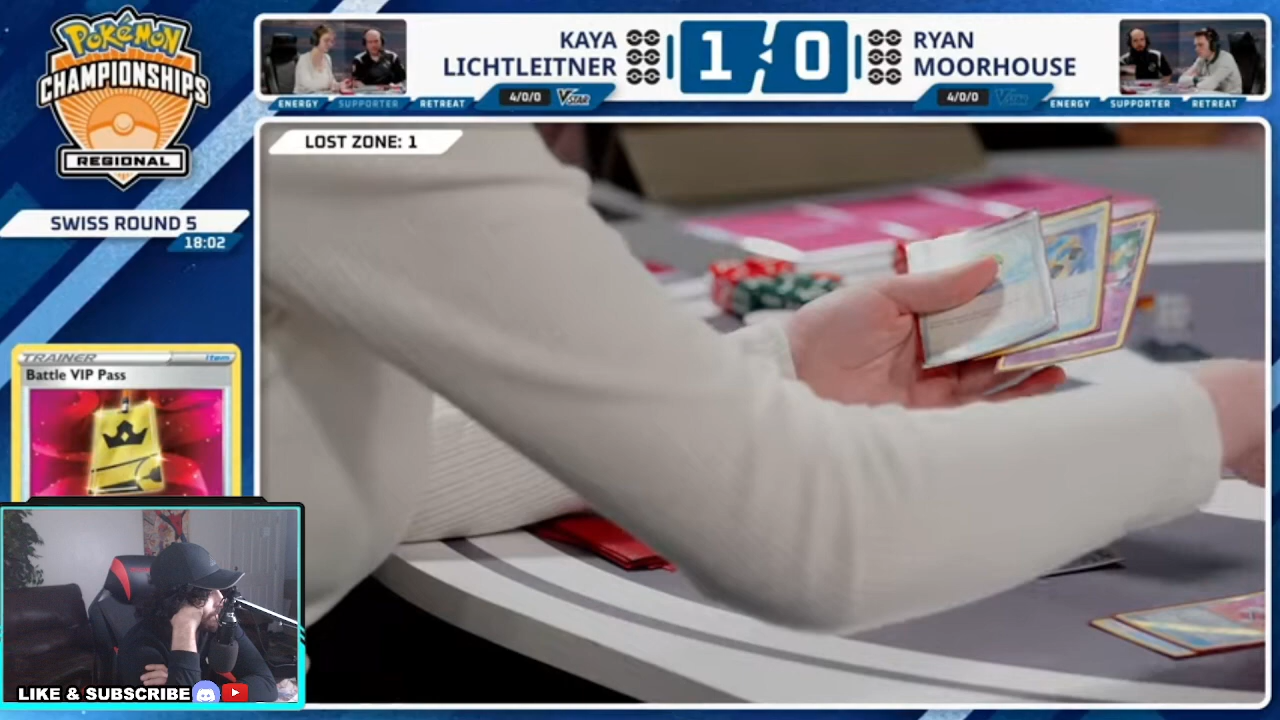 Pokémon
CHAMPIONSHIPS
REGIONAL
SWISS ROUND 5
18:02
KAYA
LICHTLEITNER
1 0
RYAN
MOORHOUSE
ENERGY SUPPORTER RETREAT
4/0/0 VSTAR
4/0/0 VSTAR
ENERGY SUPPORTER RETREAT
LOST ZONE: 1
TRAINER Item
Battle VIP Pass
LIKE & SUBSCRIBE